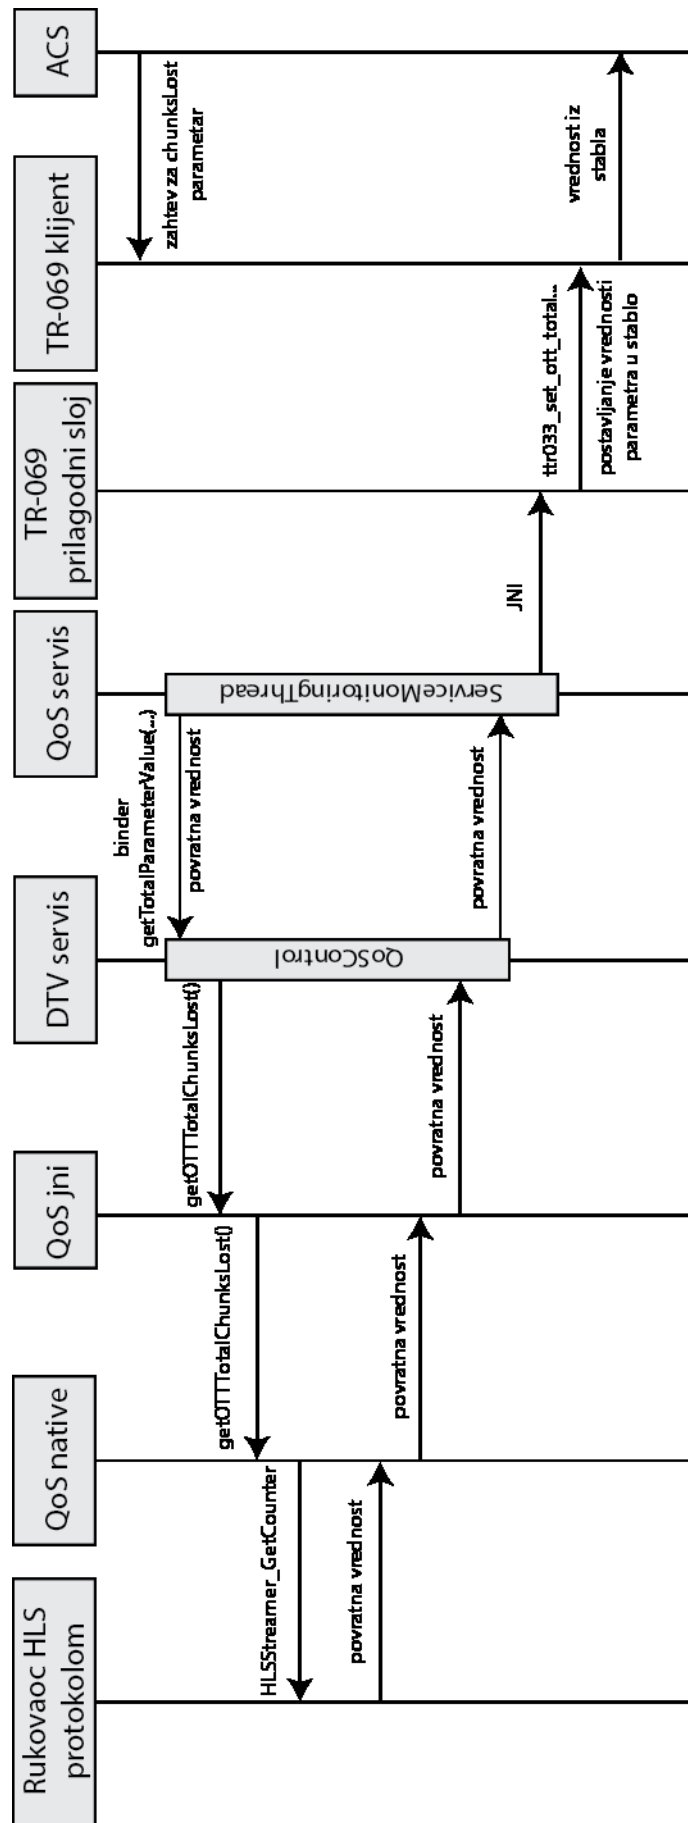 Rukovaoc HLS
protokolom
QoS native
QoS jni
DTV servis
QoS servis
TR-069
prilagodni sloj
TR-069 klijent
ACS
zahtev za chunksLost
parametar
binder
getTotalParameterValue(...)
povratna vrednost
getOTTTotalChunksLost()
getOTTTotalChunksLost()
HLSStreamer_GetCounter
povratna vrednost
povratna vrednost
povratna vrednost
povratna vrednost
QoSControl
ServiceMonitoringThread
JNI
ttr033_set_ott_total...
postavljanje vrednosti
parametra u stablo
vrednost iz
stabla